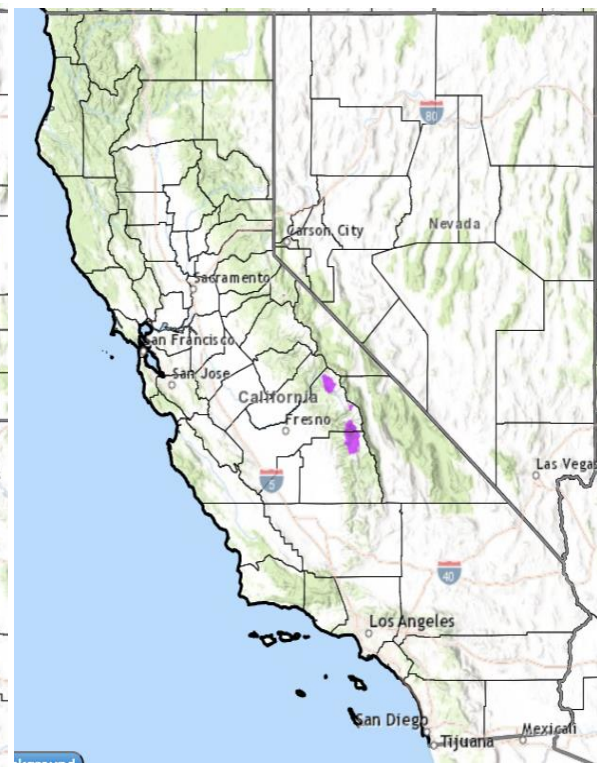 80
Nevada
Carson City
Sacramento
San Francisco
San Jose
California
Fresno
Las Vegas
5
40
Los Angeles
San Diego
Tijuana
Mexicali
kground